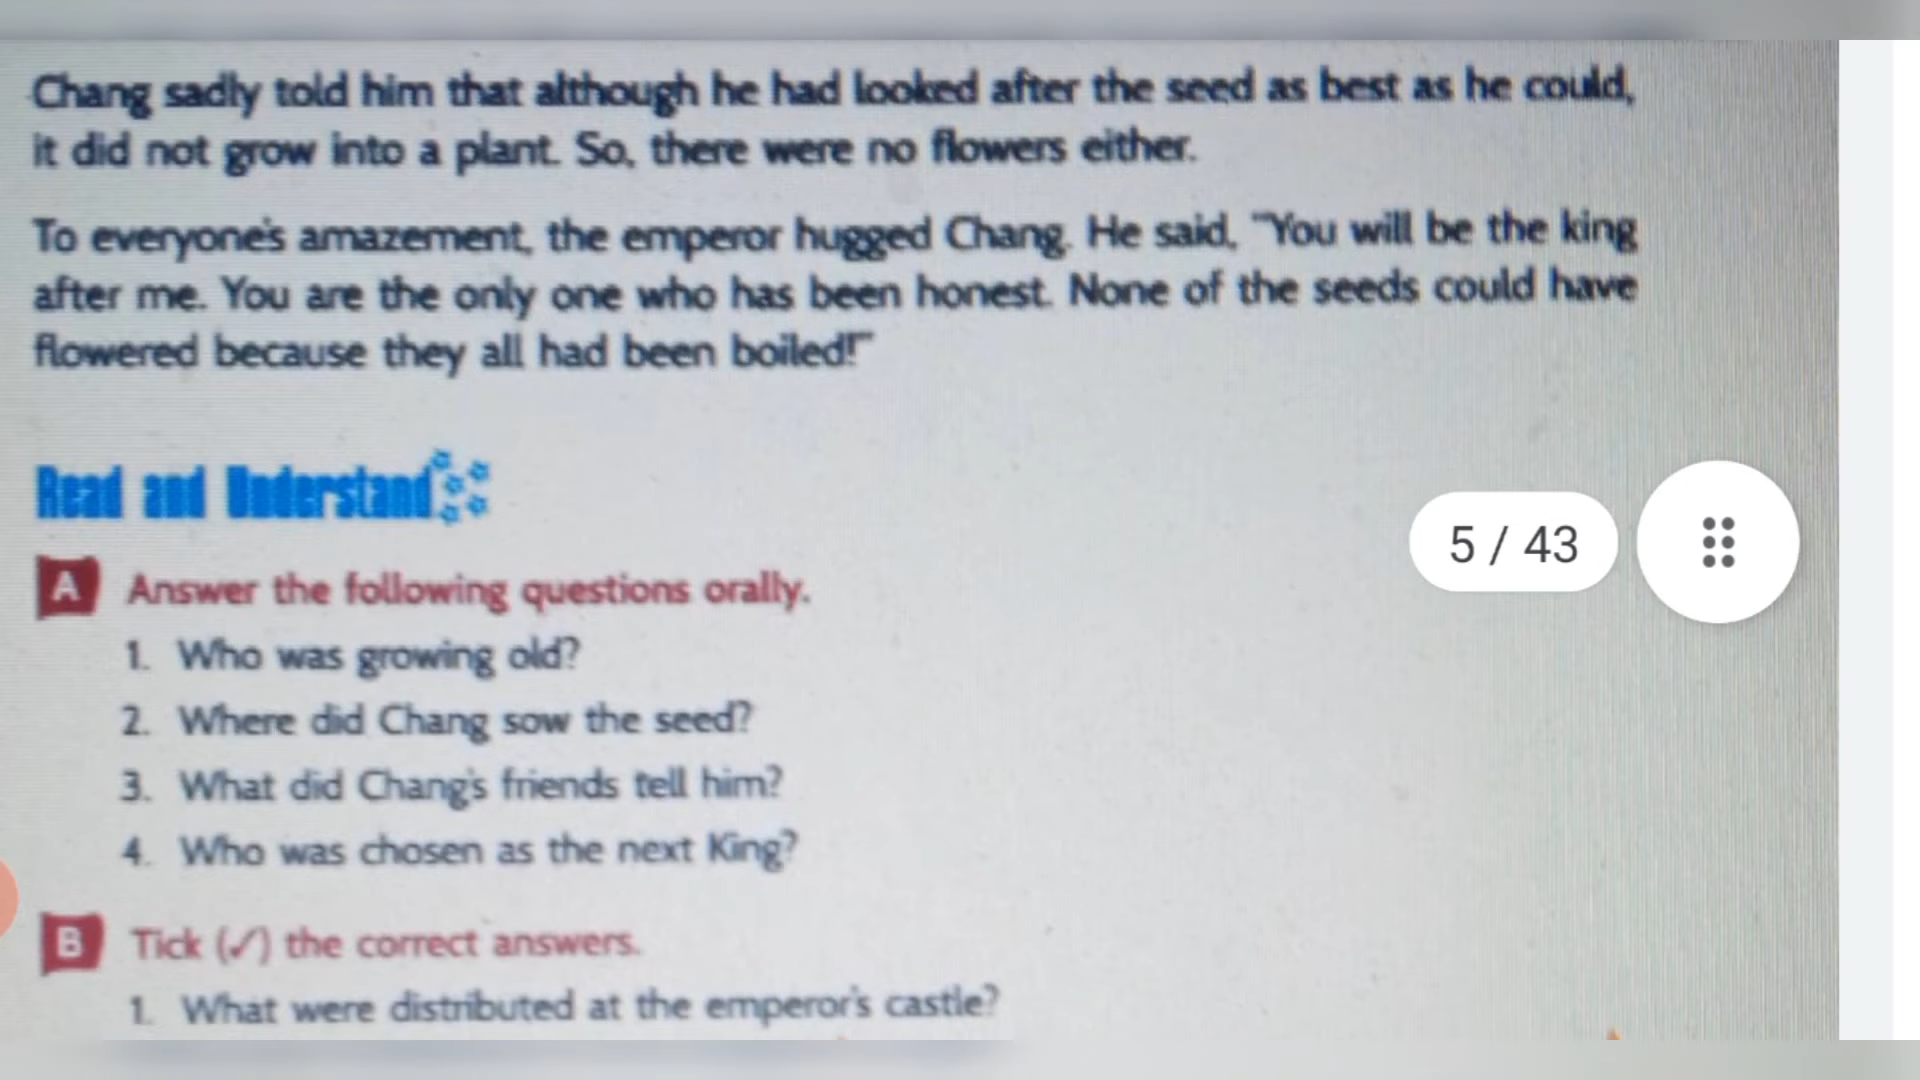 Chang sadly told him that although he had looked after the seed as best as he could,
it did not grow into a plant. So, there were no flowers either.
To everyone's amazement, the emperor hugged Chang. He said, "You will be the king
after me. You are the only one who has been honest. None of the seeds could have
flowered because they all had been boiled!"
Read and Understand
A Answer the following questions orally.
1. Who was growing old?
2. Where did Chang sow the seed?
3. What did Chang's friends tell him?
4. Who was chosen as the next King?
B Tick (✓) the correct answers.
1. What were distributed at the emperor's castle?
5 / 43